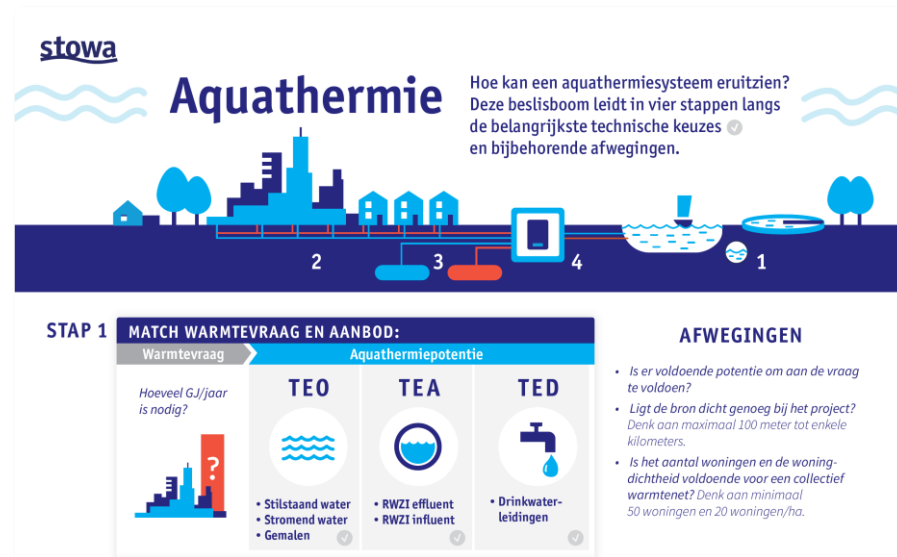 stowa
Aquathermie
Hoe kan een aquathermiesysteem eruitzien?
Deze beslisboom leidt in vier stappen langs
de belangrijkste technische keuzes
en bijbehorende afwegingen.
2
3
4
1
STAP 1
MATCH WARMTEVRAAG EN AANBOD:
Warmtevraag
Aquathermiepotentie
Hoeveel GJ/jaar
is nodig?
?
TEO
• Stilstaand water
• Stromend water
• Gemalen
TEA
• RWZI effluent
• RWZI influent
TED
• Drinkwater-
leidingen
AFWEGINGEN
• Is er voldoende potentie om aan de vraag
te voldoen?
• Ligt de bron dicht genoeg bij het project?
Denk aan maximaal 100 meter tot enkele
kilometers.
• Is het aantal woningen en de woning-
dichtheid voldoende voor een collectief
warmtenet? Denk aan minimaal
50 woningen en 20 woningen/ha.